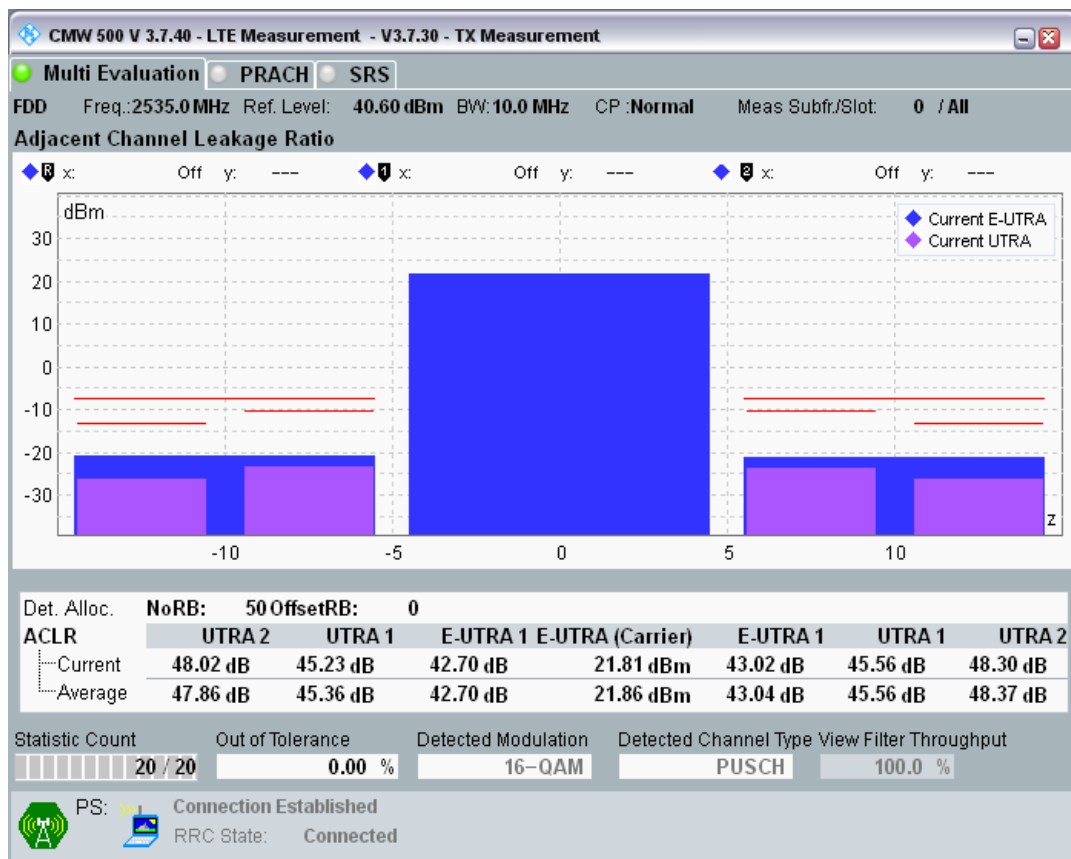 CMW 500 V 3.7.40 - LTE Measurement - V3.7.30 - TX Measurement
Multi Evaluation PRACH SRS
FDD Freq.:2535.0 MHz Ref. Level: 40.60 dBm BW: 10.0 MHz CP :Normal Meas Subfr./Slot: 0 / All
Adjacent Channel Leakage Ratio
R x: Off y: --- 1 x: Off y: --- 2 x: Off y: ---
dBm
Current E-UTRA
Current UTRA
30
20
10
0
-10
-20
-30
z
-10 -5 0 5 10
Det. Alloc. NoRB: 50 OffsetRB: 0
ACLR UTRA 2 UTRA 1 E-UTRA 1 E-UTRA (Carrier) E-UTRA 1 UTRA 1 UTRA 2
Current 48.02 dB 45.23 dB 42.70 dB 21.81 dBm 43.02 dB 45.56 dB 48.30 dB
Average 47.86 dB 45.36 dB 42.70 dB 21.86 dBm 43.04 dB 45.56 dB 48.37 dB
Statistic Count Out of Tolerance Detected Modulation Detected Channel Type View Filter Throughput
20 / 20 0.00 % 16-QAM PUSCH 100.0 %
PS: Connection Established
RRC State: Connected